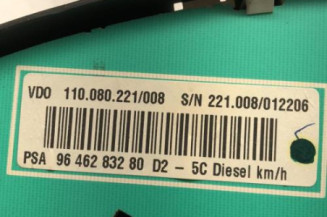 VDO 110.080.221/008 S/N 221.008/012206
PSA 96 462 832 80 D2 - 5C Diesel km/h